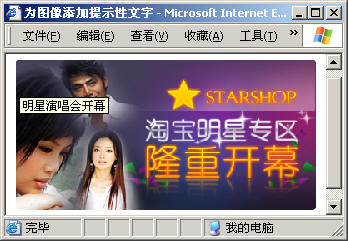 为图像添加提示性文字 - Microsoft Internet E...
文件(F) 编辑(E) 查看(V) 收藏(A) 工具(T) »
STARSHOP
明星演唱会开幕
淘宝明星专区
隆重开幕
完毕 我的电脑